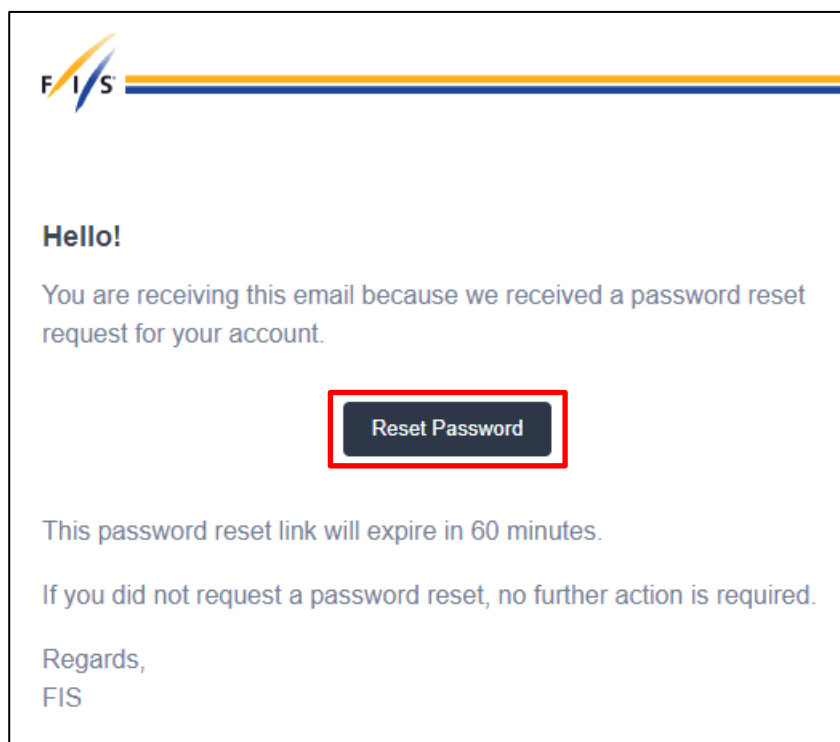 F/I/S
Hello!
You are receiving this email because we received a password reset
request for your account.
Reset Password
This password reset link will expire in 60 minutes.
If you did not request a password reset, no further action is required.
Regards,
FIS